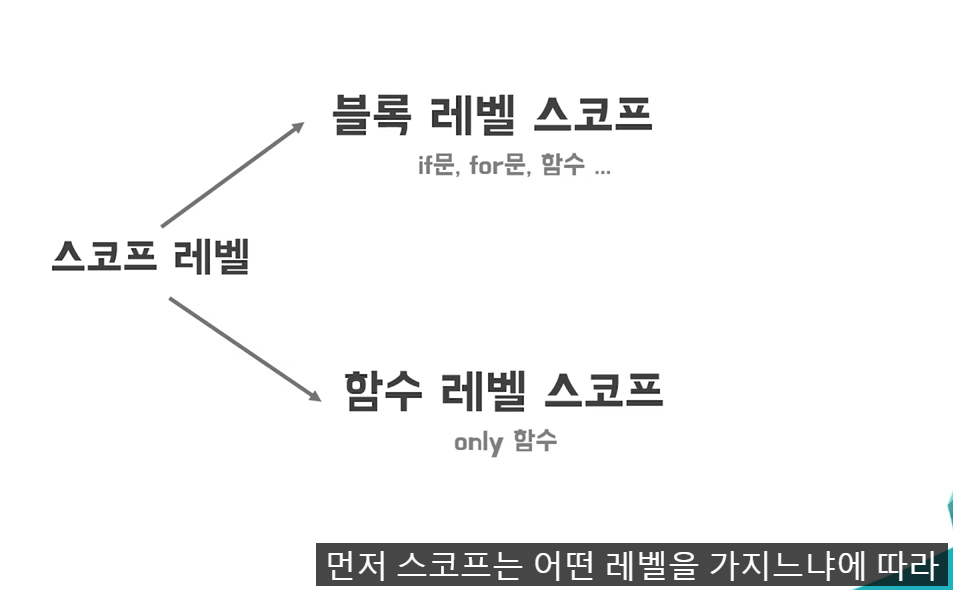 블록 레벨 스코프
if문, for문, 함수 ...
스코프 레벨
함수 레벨 스코프
only 함수
먼저 스코프는 어떤 레벨을 가지느냐에 따라